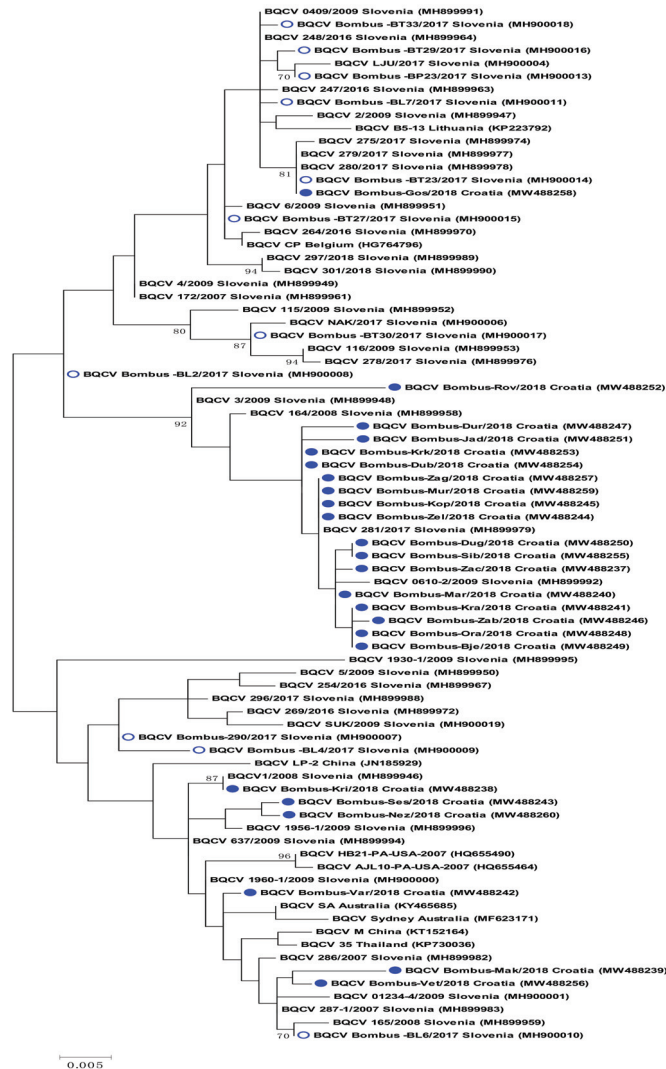 BQCV 0409/2009 Slovenia (MH899991)
BQCV Bombus -BT33/2017 Slovenia (MH900018)
BQCV 248/2016 Slovenia (MH899964)
BQCV Bombus -BT29/2017 Slovenia (MH900016)
BQCV LJU/2017 Slovenia (MH900004)
70 BQCV Bombus -BP23/2017 Slovenia (MH900013)
BQCV 247/2016 Slovenia (MH899963)
BQCV Bombus -BL7/2017 Slovenia (MH900011)
BQCV 2/2009 Slovenia (MH899947)
BQCV B5-13 Lithuania (KP223792)
BQCV 275/2017 Slovenia (MH899974)
BQCV 279/2017 Slovenia (MH899977)
BQCV 280/2017 Slovenia (MH899978)
81 BQCV Bombus -BT23/2017 Slovenia (MH900014)
BQCV Bombus-Gos/2018 Croatia (MW488258)
BQCV 6/2009 Slovenia (MH899951)
BQCV Bombus -BT27/2017 Slovenia (MH900015)
BQCV 264/2016 Slovenia (MH899970)
BQCV CP Belgium (HG764796)
BQCV 297/2018 Slovenia (MH899989)
94 BQCV 301/2018 Slovenia (MH899990)
BQCV 4/2009 Slovenia (MH899949)
BQCV 172/2007 Slovenia (MH899961)
BQCV 115/2009 Slovenia (MH899952)
BQCV NAK/2017 Slovenia (MH900006)
80
BQCV Bombus -BT30/2017 Slovenia (MH900017)
87
BQCV 116/2009 Slovenia (MH899953)
94 BQCV 278/2017 Slovenia (MH899976)
BQCV Bombus -BL2/2017 Slovenia (MH900008)
BQCV Bombus-Rov/2018 Croatia (MW488252)
BQCV 3/2009 Slovenia (MH899948)
BQCV 164/2008 Slovenia (MH899958)
92
BQCV Bombus-Dur/2018 Croatia (MW488247)
BQCV Bombus-Jad/2018 Croatia (MW488251)
BQCV Bombus-Krk/2018 Croatia (MW488253)
BQCV Bombus-Dub/2018 Croatia (MW488254)
BQCV Bombus-Zag/2018 Croatia (MW488257)
BQCV Bombus-Mur/2018 Croatia (MW488259)
BQCV Bombus-Kop/2018 Croatia (MW488245)
BQCV Bombus-Zel/2018 Croatia (MW488244)
BQCV 281/2017 Slovenia (MH899979)
BQCV Bombus-Dug/2018 Croatia (MW488250)
BQCV Bombus-Sib/2018 Croatia (MW488255)
BQCV Bombus-Zac/2018 Croatia (MW488237)
BQCV 0610-2/2009 Slovenia (MH899992)
BQCV Bombus-Mar/2018 Croatia (MW488240)
BQCV Bombus-Kra/2018 Croatia (MW488241)
BQCV Bombus-Zab/2018 Croatia (MW488246)
BQCV Bombus-Ora/2018 Croatia (MW488248)
BQCV Bombus-Bje/2018 Croatia (MW488249)
BQCV 1930-1/2009 Slovenia (MH899995)
BQCV 5/2009 Slovenia (MH899950)
BQCV 254/2016 Slovenia (MH899967)
BQCV 296/2017 Slovenia (MH899988)
BQCV 269/2016 Slovenia (MH899972)
BQCV SUK/2009 Slovenia (MH900019)
BQCV Bombus-290/2017 Slovenia (MH900007)
BQCV Bombus -BL4/2017 Slovenia (MH900009)
BQCV LP-2 China (JN185929)
87 BQCV1/2008 Slovenia (MH899946)
BQCV Bombus-Kri/2018 Croatia (MW488238)
BQCV Bombus-Ses/2018 Croatia (MW488243)
BQCV Bombus-Nez/2018 Croatia (MW488260)
BQCV 1956-1/2009 Slovenia (MH899996)
BQCV 637/2009 Slovenia (MH899994)
96 BQCV HB21-PA-USA-2007 (HQ655490)
BQCV AJL10-PA-USA-2007 (HQ655464)
BQCV 1960-1/2009 Slovenia (MH900000)
BQCV Bombus-Var/2018 Croatia (MW488242)
BQCV SA Australia (KY465685)
BQCV Sydney Australia (MF623171)
BQCV M China (KT152164)
BQCV 35 Thailand (KP730036)
BQCV 286/2007 Slovenia (MH899982)
BQCV Bombus-Mak/2018 Croatia (MW488239)
BQCV Bombus-Vet/2018 Croatia (MW488256)
BQCV 01234-4/2009 Slovenia (MH900001)
BQCV 287-1/2007 Slovenia (MH899983)
BQCV 165/2008 Slovenia (MH899959)
70 BQCV Bombus -BL6/2017 Slovenia (MH900010)
0.005